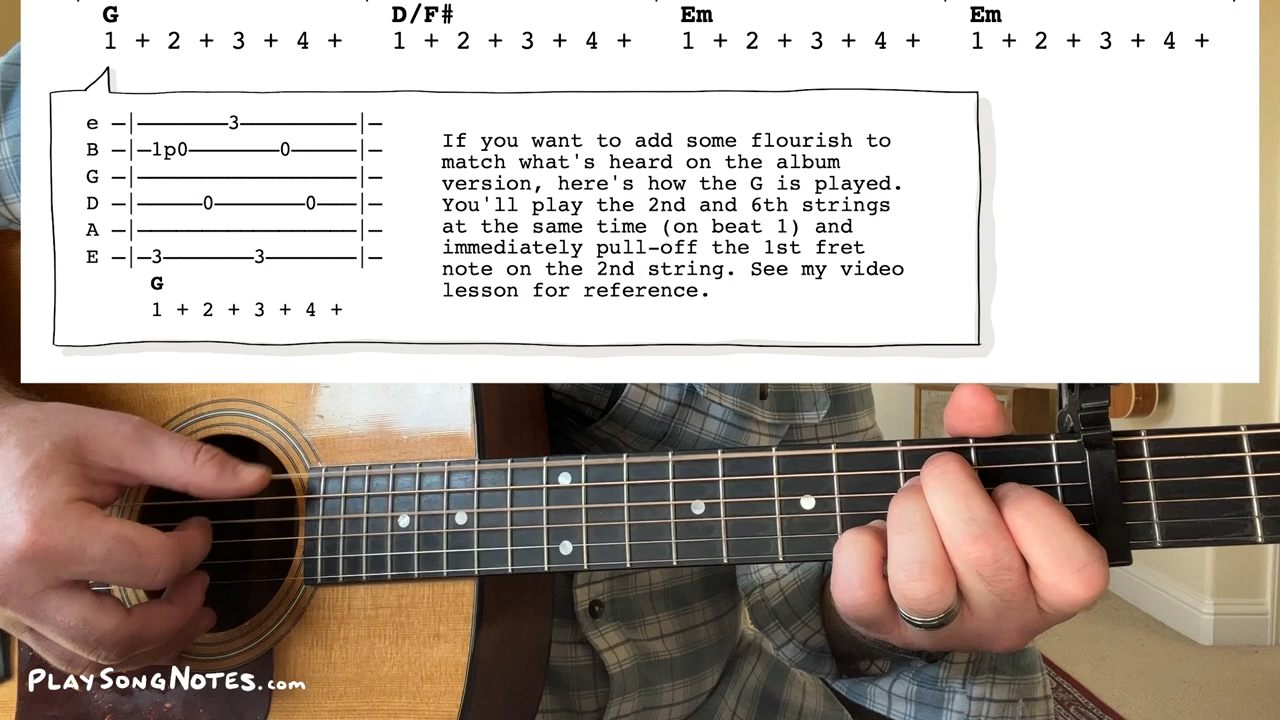 G D/F# Em Em
1 + 2 + 3 + 4 + 1 + 2 + 3 + 4 + 1 + 2 + 3 + 4 + 1 + 2 + 3 + 4 +
e —|———————3—————————|—
B —|—1p0———————0—————|—
G —|—————————————————|—
D —|—————0———————0———|—
A —|—————————————————|—
E —|—3———————3———————|—
G
1 + 2 + 3 + 4 +
If you want to add some flourish to
match what's heard on the album
version, here's how the G is played.
You'll play the 2nd and 6th strings
at the same time (on beat 1) and
immediately pull-off the 1st fret
note on the 2nd string. See my video
lesson for reference.
PLAYSONGNOTES.COM